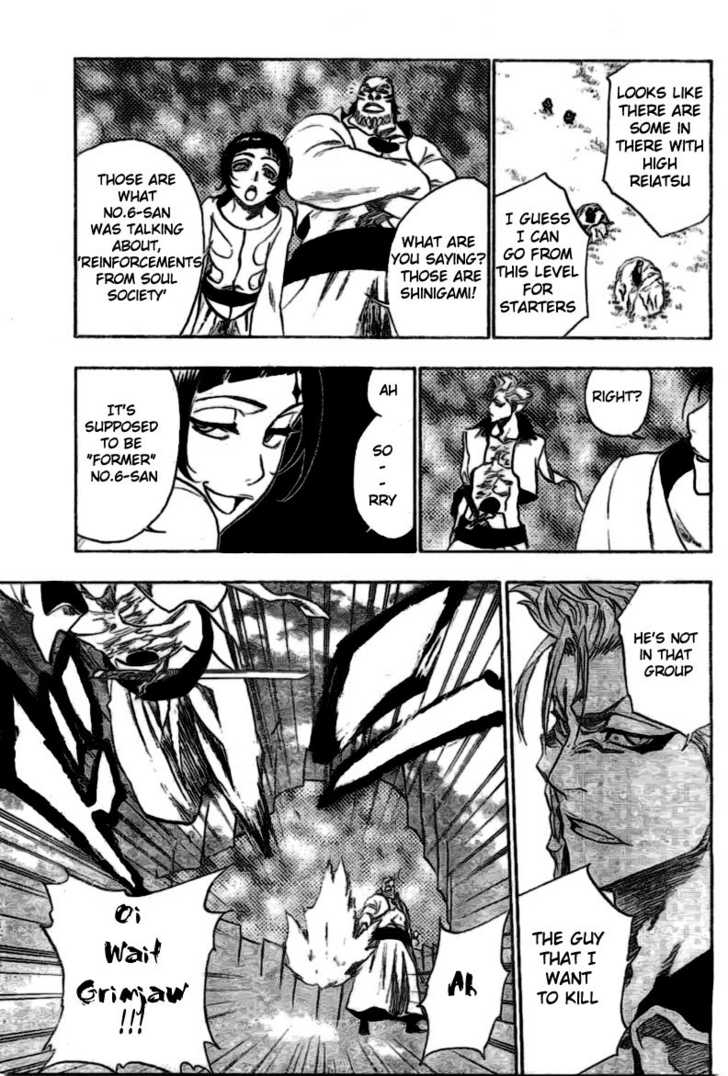 LOOKS LIKE
THERE ARE
SOME IN
THERE WITH
HIGH
REIATSU
I GUESS
I CAN
GO FROM
THIS LEVEL
FOR
STARTERS
WHAT ARE
YOU SAYING?
THOSE ARE
SHINIGAMI!
THOSE ARE
WHAT
NO.6-SAN
WAS TALKING
ABOUT,
'REINFORCEMENTS
FROM SOUL
SOCIETY'
RIGHT?
AH
SO
-
-
RRY
IT'S
SUPPOSED
TO BE
"FORMER"
NO.6-SAN
HE'S NOT
IN THAT
GROUP
THE GUY
THAT I
WANT
TO KILL
Ah
Oi
Wait
Grimjaw
!!!